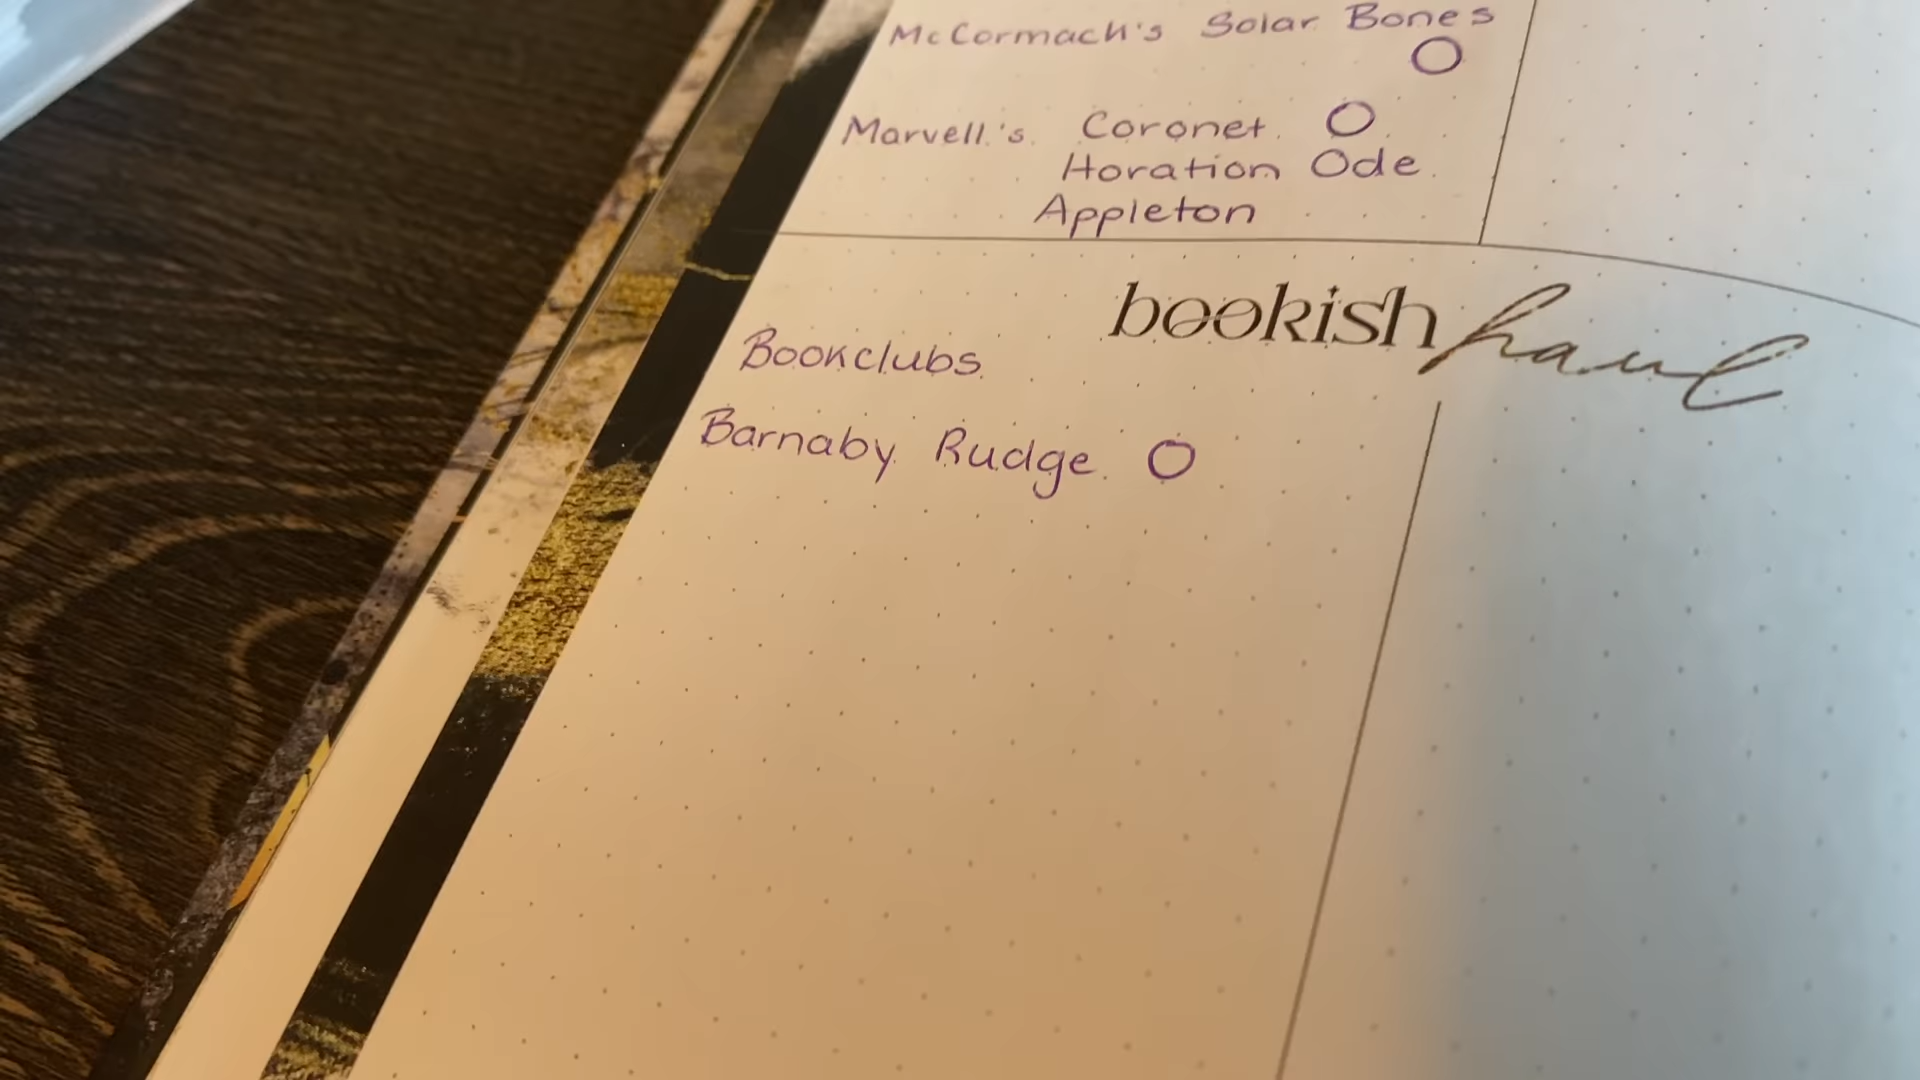 McCormach's Solar Bones
Marvell's Coronet
Horation Ode
Appleton
bookish haul
Bookclubs
Barnaby Rudge